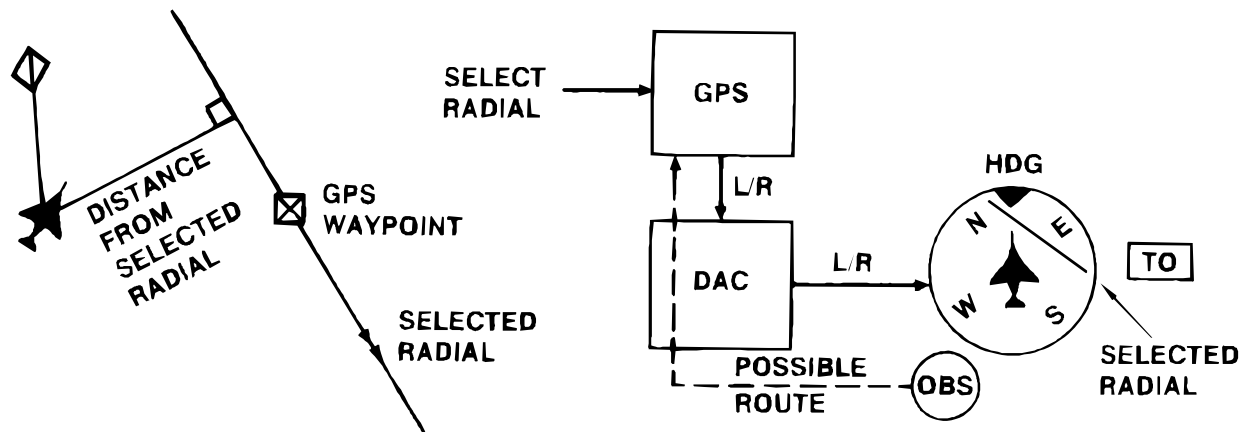 DISTANCE
FROM
SELECTED
RADIAL
GPS
WAYPOINT
SELECTED
RADIAL
SELECT
RADIAL
GPS
L/R
DAC
L/R
POSSIBLE
ROUTE
OBS
HDG
N
E
W
S
TO
SELECTED
RADIAL